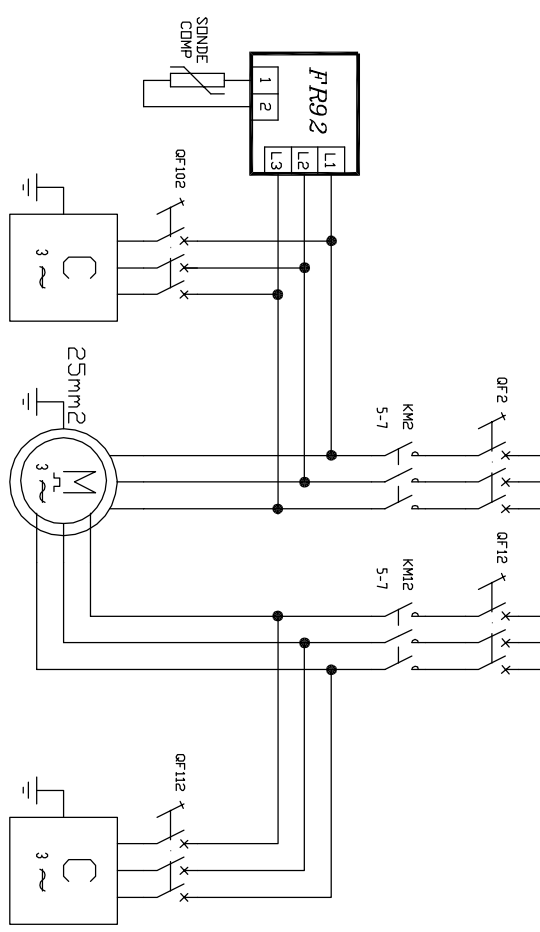 SONDE
COMP
FR92
1
2
L1
L2
L3
QF102
C
3
25mm2
M
3
QF2
KM2
5-7
QF12
KM12
5-7
QF112
C
3